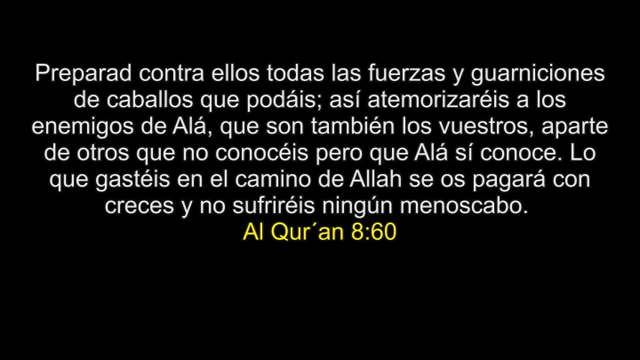 Preparad contra ellos todas las fuerzas y guarniciones
de caballos que podáis; así atemorizaréis a los
enemigos de Alá, que son también los vuestros, aparte
de otros que no conocéis pero que Alá sí conoce. Lo
que gastéis en el camino de Allah se os pagará con
creces y no sufriréis ningún menoscabo.
Al Qur´an 8:60